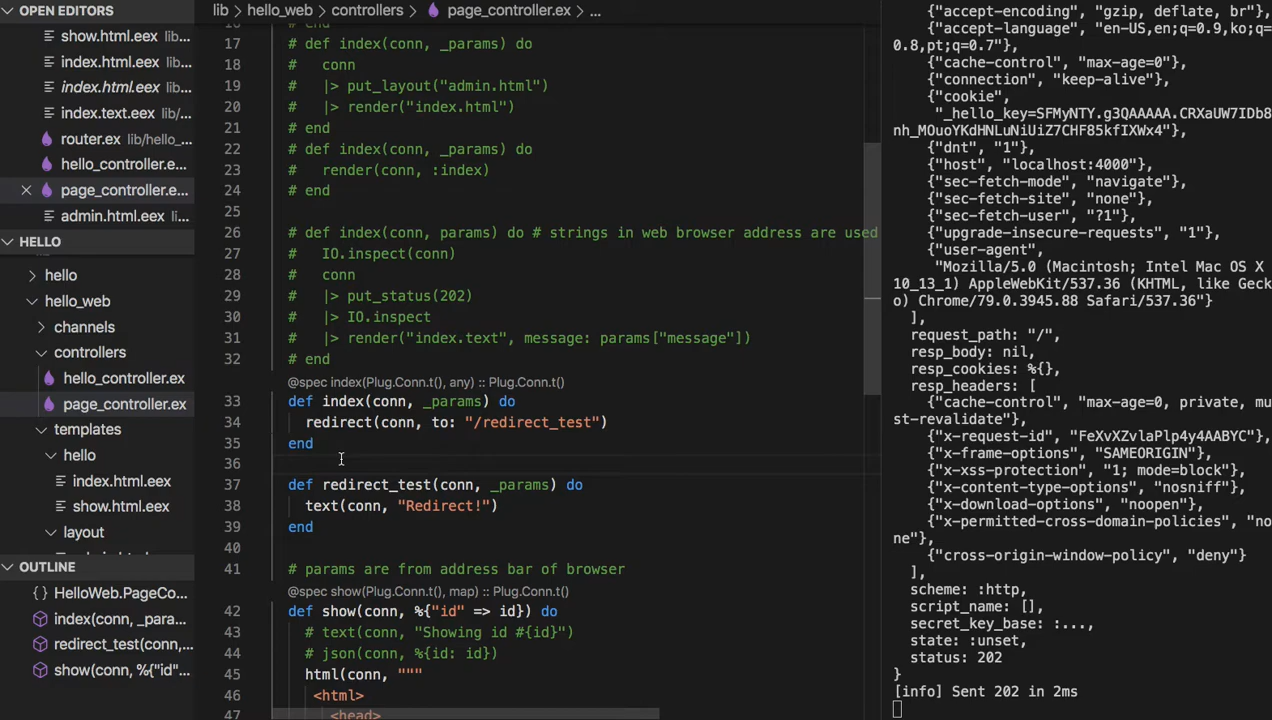 OPEN EDITORS
show.html.eex lib...
index.html.eex lib...
index.html.eex lib...
index.text.eex lib/...
router.ex lib/hello_...
hello_controller.e...
page_controller.e...
admin.html.eex li...
HELLO
hello
hello_web
channels
controllers
hello_controller.ex
page_controller.ex
templates
hello
index.html.eex
show.html.eex
layout
OUTLINE
HelloWeb.PageCo...
index(conn, _para...
redirect_test(conn,...
show(conn, %{"id"...
lib > hello_web > controllers > page_controller.ex > ...
16 # end
17 # def index(conn, _params) do
18 #   conn
19 #   |> put_layout("admin.html")
20 #   |> render("index.html")
21 # end
22 # def index(conn, _params) do
23 #   render(conn, :index)
24 # end
25
26 # def index(conn, params) do # strings in web browser address are used
27 #   IO.inspect(conn)
28 #   conn
29 #   |> put_status(202)
30 #   |> IO.inspect
31 #   |> render("index.text", message: params["message"])
32 # end
@spec index(Plug.Conn.t(), any) :: Plug.Conn.t()
33 def index(conn, _params) do
34   redirect(conn, to: "/redirect_test")
35 end
36
37 def redirect_test(conn, _params) do
38   text(conn, "Redirect!")
39 end
40
41 # params are from address bar of browser
@spec show(Plug.Conn.t(), map) :: Plug.Conn.t()
42 def show(conn, %{"id" => id}) do
43   # text(conn, "Showing id #{id}")
44   # json(conn, %{id: id})
45   html(conn, """
46     <html>
47       <head>
{"accept-encoding", "gzip, deflate, br"},
{"accept-language", "en-US,en;q=0.9,ko;q=
0.8,pt;q=0.7"},
{"cache-control", "max-age=0"},
{"connection", "keep-alive"},
{"cookie",
"_hello_key=SFMyNTY.g3QAAAAA.CRXaUW7IDb8
nh_MOuoYKdHNLuNiUiZ7CHF85kfIXWx4"},
{"dnt", "1"},
{"host", "localhost:4000"},
{"sec-fetch-mode", "navigate"},
{"sec-fetch-site", "none"},
{"sec-fetch-user", "?1"},
{"upgrade-insecure-requests", "1"},
{"user-agent",
"Mozilla/5.0 (Macintosh; Intel Mac OS X
10_13_1) AppleWebKit/537.36 (KHTML, like Geck
o) Chrome/79.0.3945.88 Safari/537.36"}
],
request_path: "/",
resp_body: nil,
resp_cookies: %{},
resp_headers: [
{"cache-control", "max-age=0, private, mu
st-revalidate"},
{"x-request-id", "FeXvXZvlaPlp4y4AABYC"},
{"x-frame-options", "SAMEORIGIN"},
{"x-xss-protection", "1; mode=block"},
{"x-content-type-options", "nosniff"},
{"x-download-options", "noopen"},
{"x-permitted-cross-domain-policies", "no
ne"},
{"cross-origin-window-policy", "deny"}
],
scheme: :http,
script_name: [],
secret_key_base: :...,
state: :unset,
status: 202
}
[info] Sent 202 in 2ms